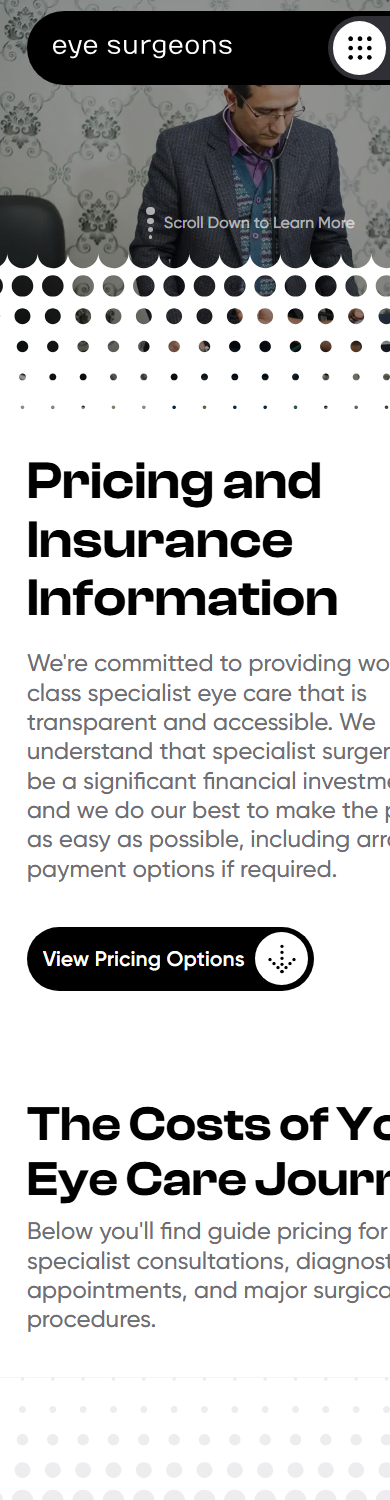 eye surgeons
Scroll Down to Learn More
Pricing and
Insurance
Information
We're committed to providing wo
class specialist eye care that is
transparent and accessible. We
understand that specialist surger
be a significant financial investme
and we do our best to make the p
as easy as possible, including arra
payment options if required.
View Pricing Options
The Costs of Yo
Eye Care Journ
Below you'll find guide pricing for
specialist consultations, diagnost
appointments, and major surgica
procedures.